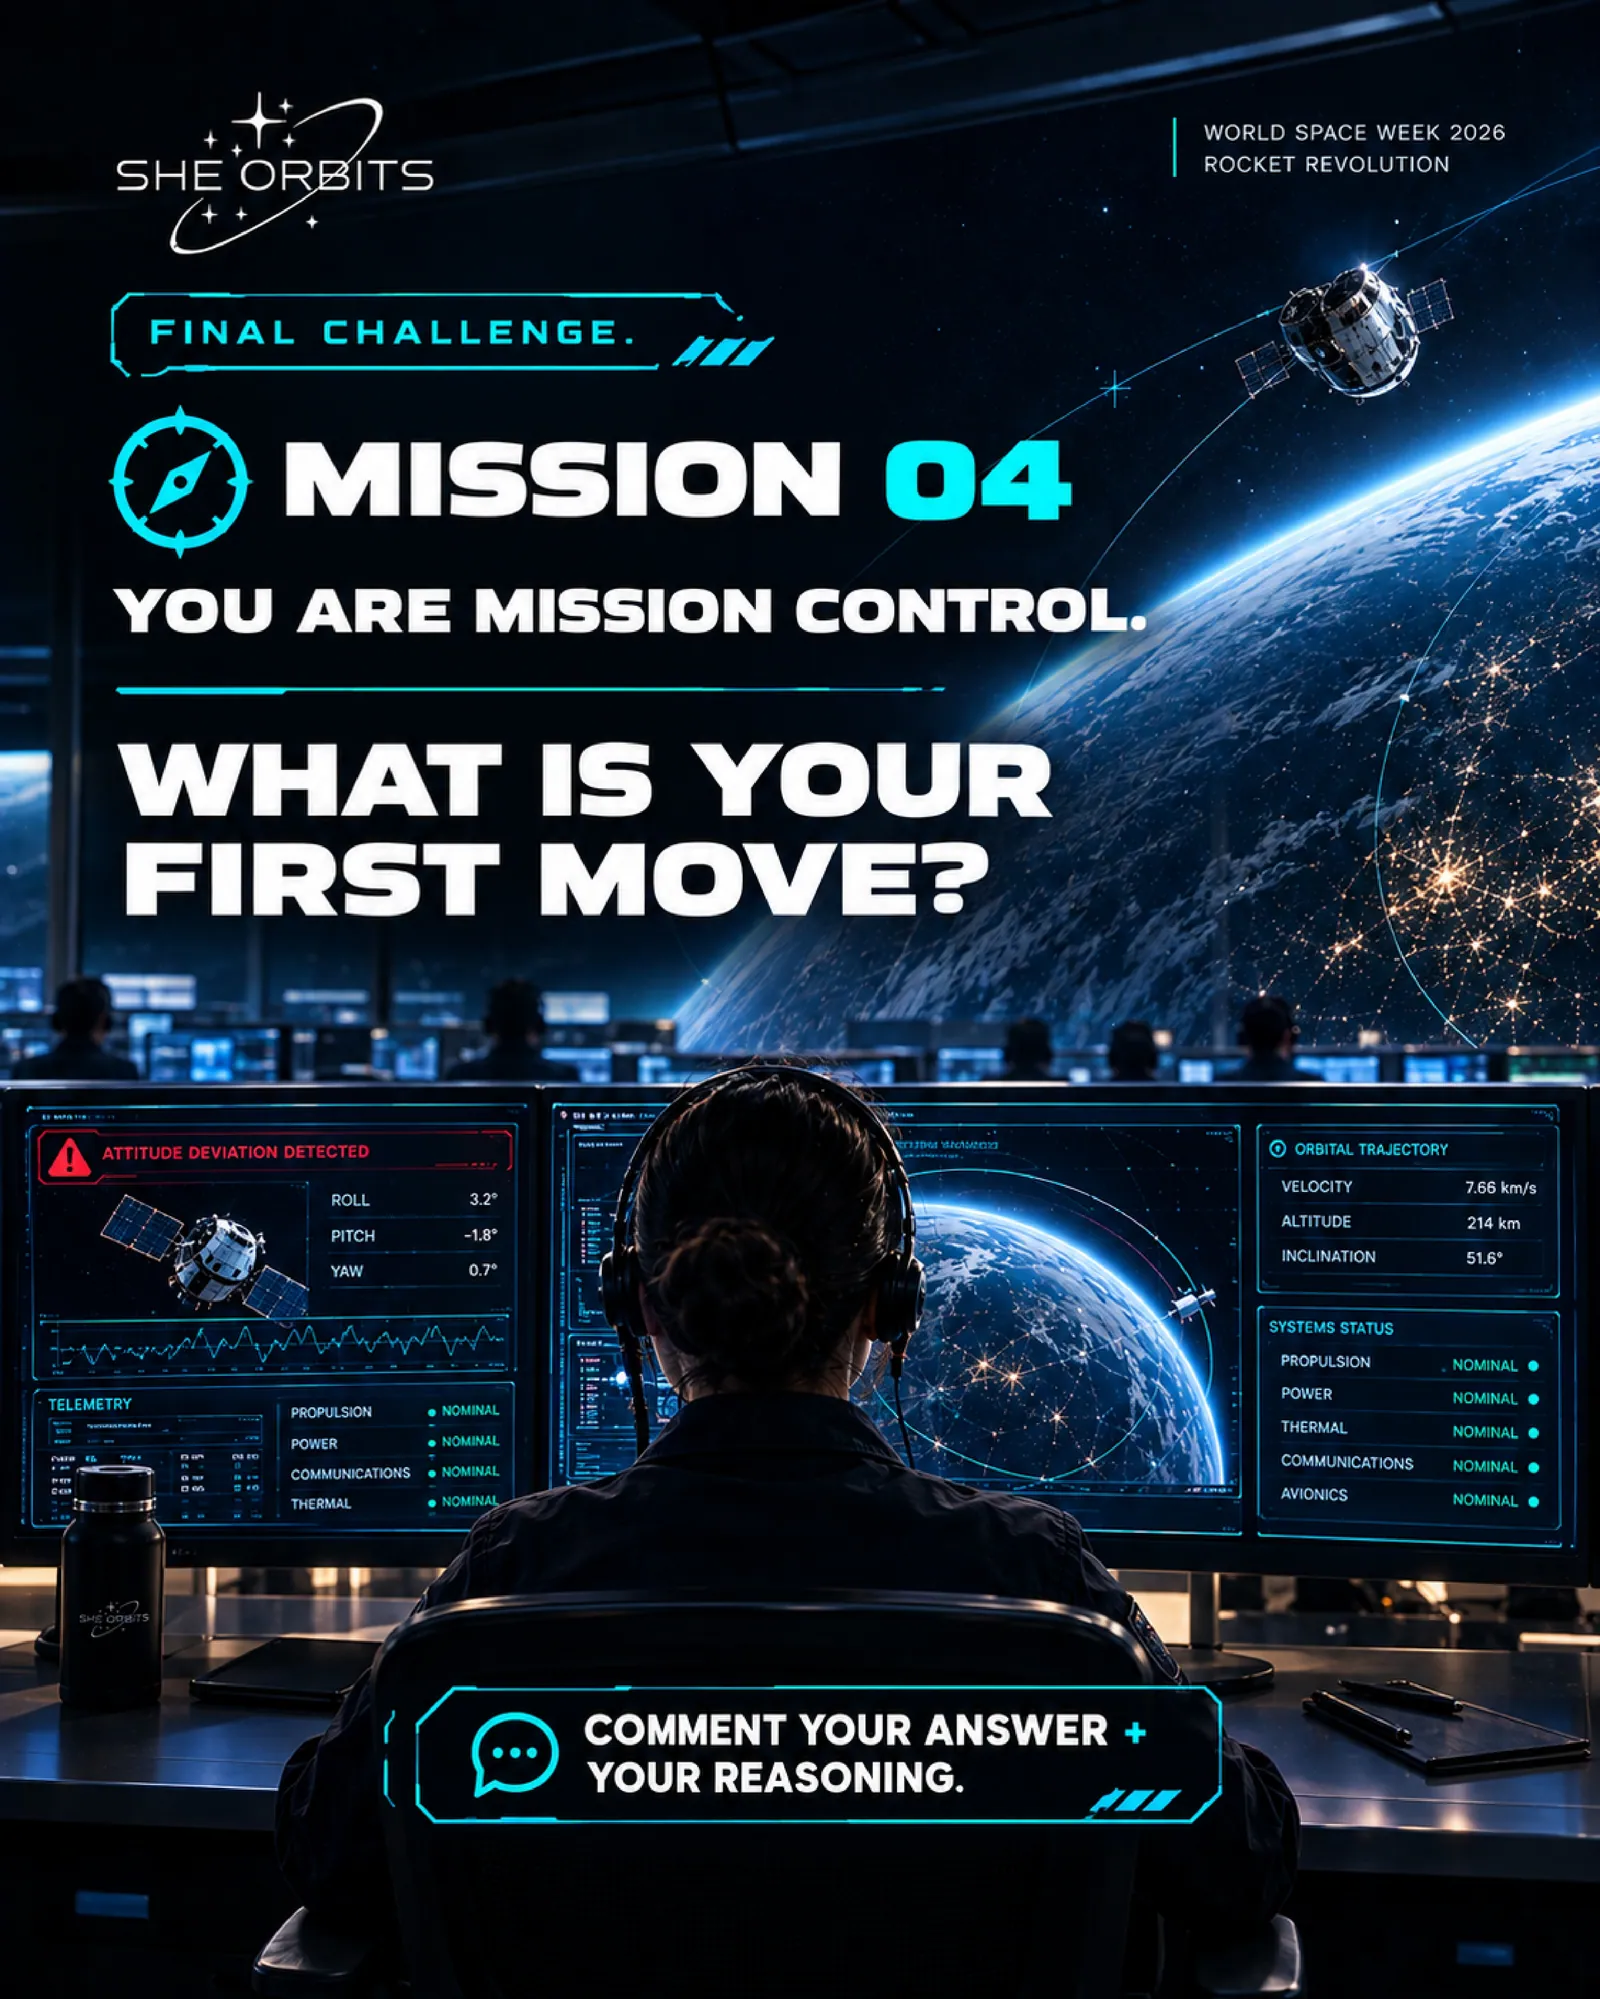 SHE ORBITS
WORLD SPACE WEEK 2026
ROCKET REVOLUTION
FINAL CHALLENGE.
MISSION 04
YOU ARE MISSION CONTROL.
WHAT IS YOUR
FIRST MOVE?
ATTITUDE DEVIATION DETECTED
ROLL 3.2°
PITCH -1.8°
YAW 0.7°
TELEMETRY
PROPULSION NOMINAL
POWER NOMINAL
COMMUNICATIONS NOMINAL
THERMAL NOMINAL
ORBITAL TRAJECTORY
VELOCITY 7.66 km/s
ALTITUDE 214 km
INCLINATION 51.6°
SYSTEMS STATUS
PROPULSION NOMINAL
POWER NOMINAL
THERMAL NOMINAL
COMMUNICATIONS NOMINAL
AVIONICS NOMINAL
SHE ORBITS
COMMENT YOUR ANSWER +
YOUR REASONING.